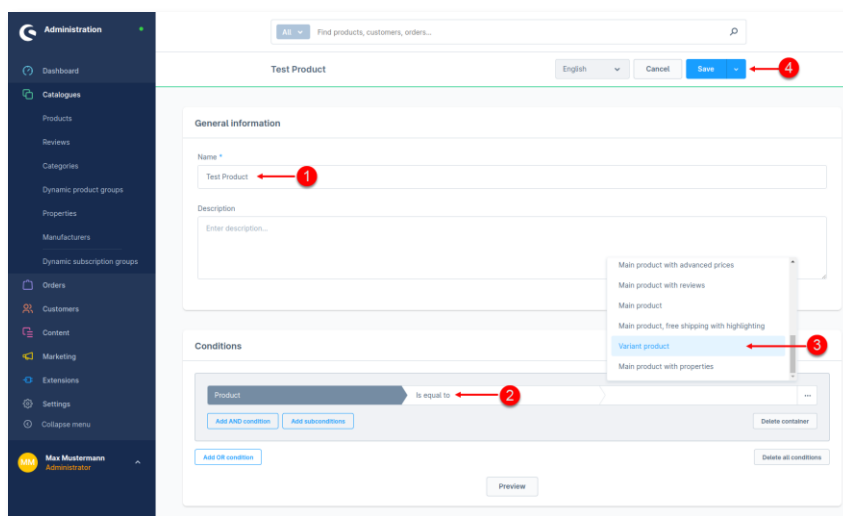 Administration
All
Find products, customers, orders...
Test Product
English
Cancel
Save
4
Dashboard
Catalogues
Products
Reviews
Categories
Dynamic product groups
Properties
Manufacturers
Dynamic subscription groups
Orders
Customers
Content
Marketing
Extensions
Settings
Collapse menu
MM
Max Mustermann
Administrator
General information
Name *
Test Product
1
Description
Enter description...
Main product with advanced prices
Main product with reviews
Main product
Main product, free shipping with highlighting
Variant product
3
Main product with properties
Conditions
Product
Is equal to
2
...
Add AND condition
Add subconditions
Delete container
Add OR condition
Delete all conditions
Preview